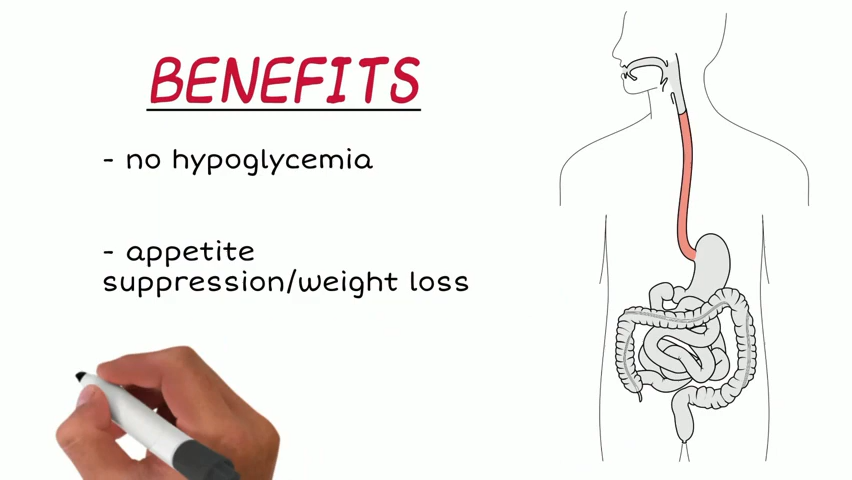 BENEFITS
- no hypoglycemia
- appetite
suppression/weight loss